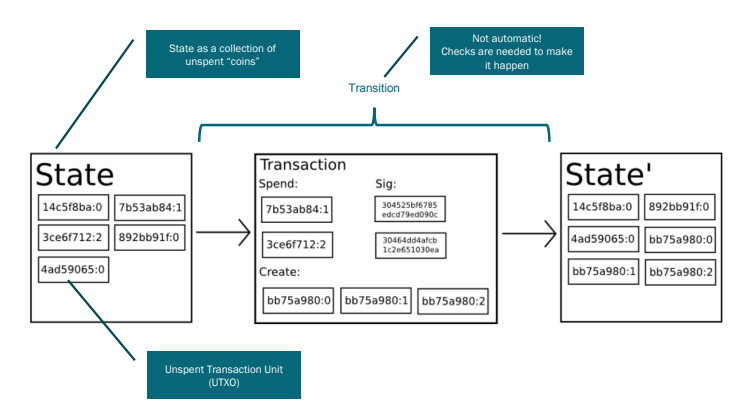 State as a collection of
unspent “coins”
Not automatic!
Checks are needed to make
it happen
Transition
State
14c5f8ba:0 7b53ab84:1
3ce6f712:2 892bb91f:0
4ad59065:0
Transaction
Spend: Sig:
7b53ab84:1
304525bf6785
edcd79ed090c
3ce6f712:2
30464dd4afcb
1c2e651030ea
Create:
bb75a980:0 bb75a980:1 bb75a980:2
State'
14c5f8ba:0 892bb91f:0
4ad59065:0 bb75a980:0
bb75a980:1 bb75a980:2
Unspent Transaction Unit
(UTXO)